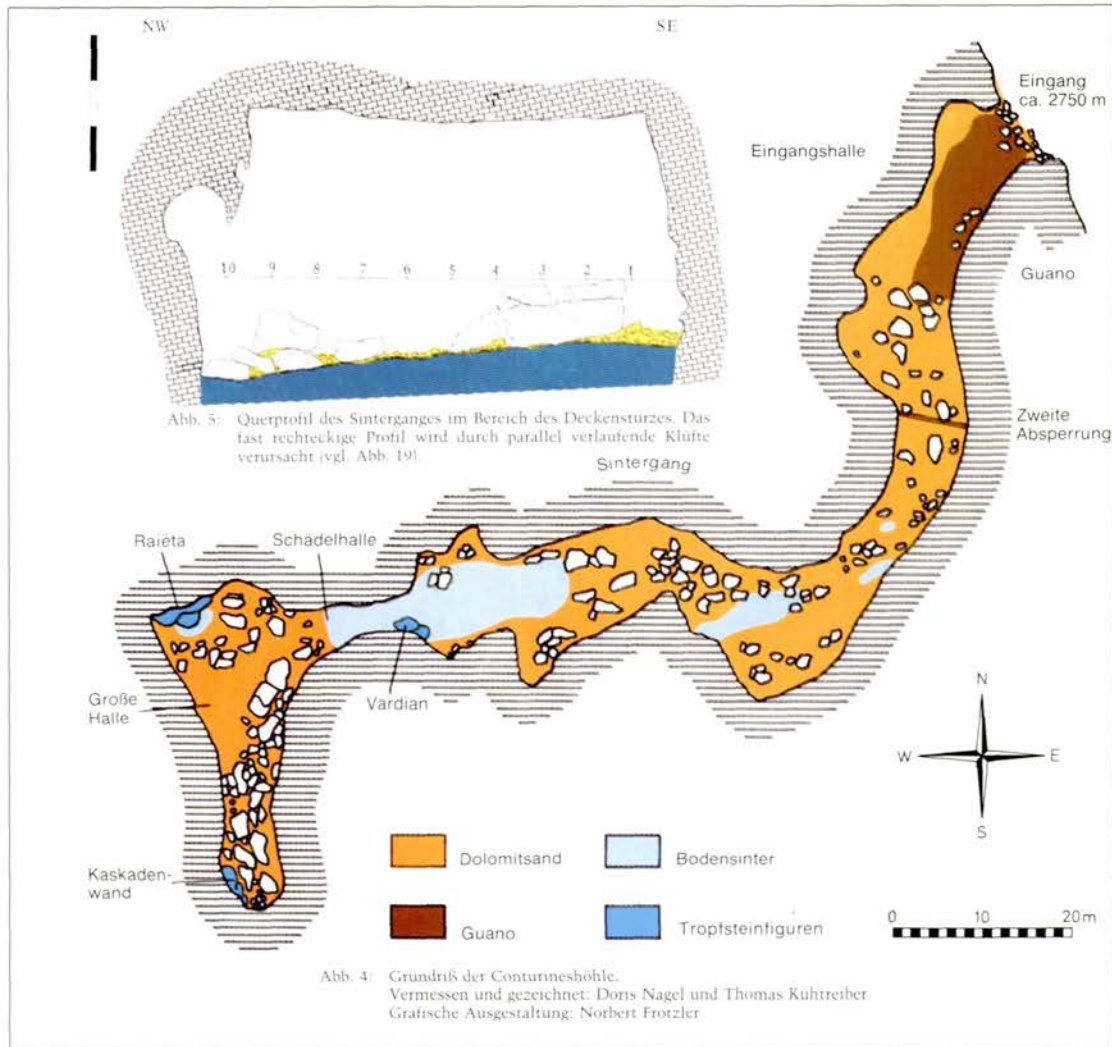 NW
SE
Eingang
ca. 2750 m
Eingangshalle
Guano
10 9 8 7 6 5 4 3 2 1
Abb. 5: Querprofil des Sinterganges im Bereich des Deckensturzes. Das
fast rechteckige Profil wird durch parallel verlaufende Klüfte
verursacht (vgl. Abb. 19).
Zweite
Absperrung
Sintergang
Raieta
Schädelhalle
Große
Halle
Vardian
N
W
E
S
Kaskaden-
wand
Dolomitsand
Bodensinter
Guano
Tropfsteinfiguren
0 10 20m
Abb. 4: Grundriß der Conturineshöhle.
Vermessen und gezeichnet: Doris Nagel und Thomas Kuhtreiber
Grafische Ausgestaltung: Norbert Frotzler